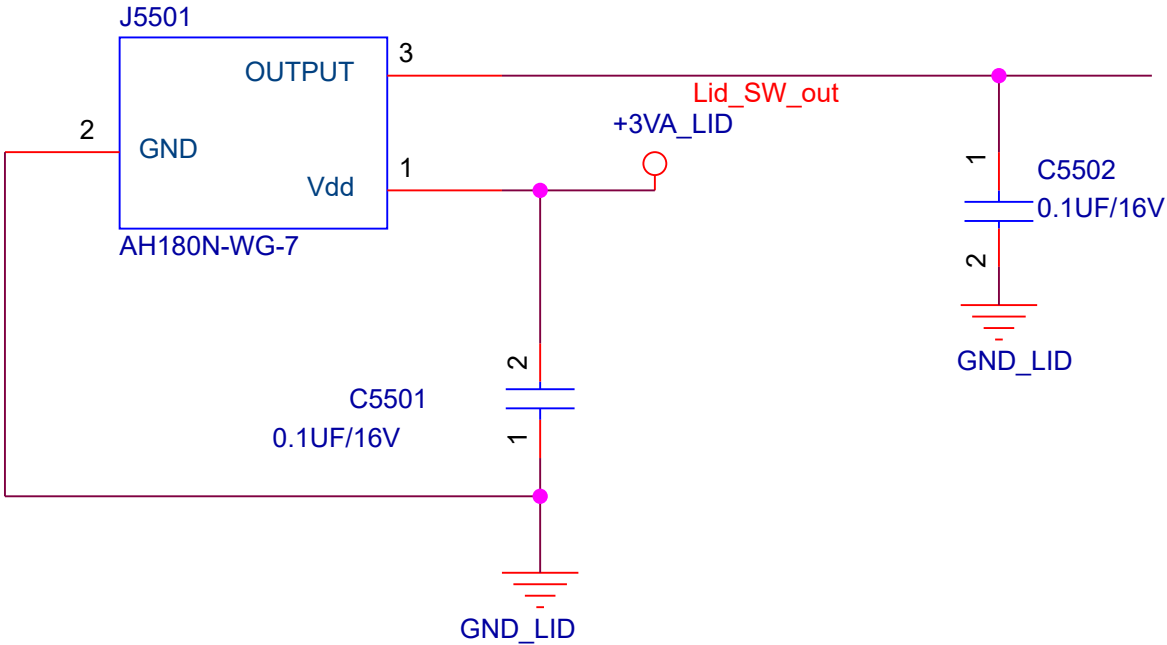 J5501
OUTPUT
3
Lid_SW_out
+3VA_LID
2
GND
1
Vdd
AH180N-WG-7
1
C5502
0.1UF/16V
2
GND_LID
2
C5501
0.1UF/16V
1
GND_LID